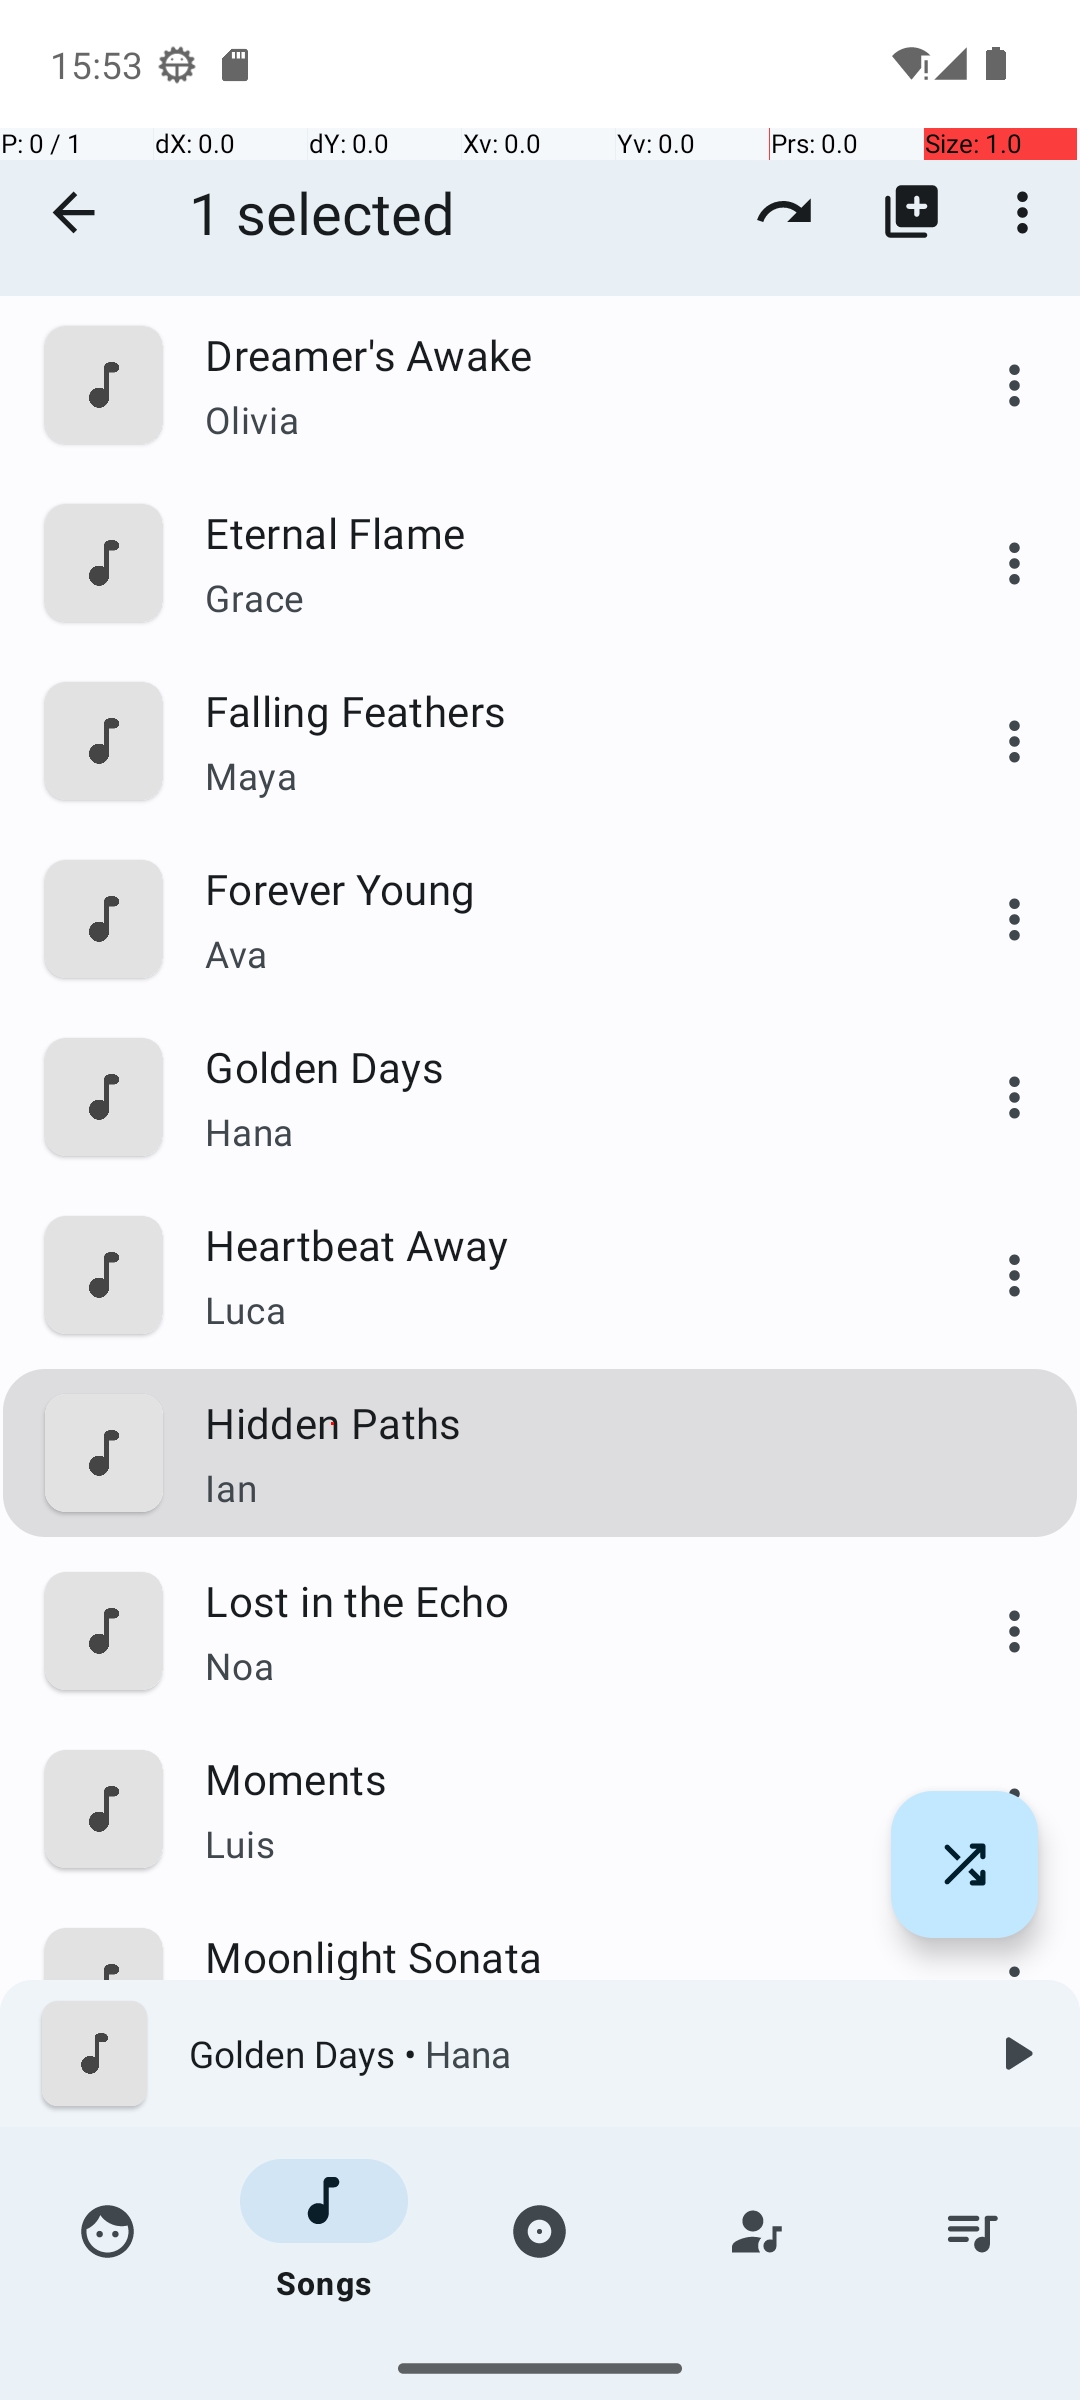 15:53
P: 0 / 1 dX: 0.0 dY: 0.0 Xv: 0.0 Yv: 0.0 Prs: 0.0 Size: 1.0
1 selected
Dreamer's Awake
Olivia
Eternal Flame
Grace
Falling Feathers
Maya
Forever Young
Ava
Golden Days
Hana
Heartbeat Away
Luca
Hidden Paths
Ian
Lost in the Echo
Noa
Moments
Luis
Moonlight Sonata
Golden Days • Hana
Songs